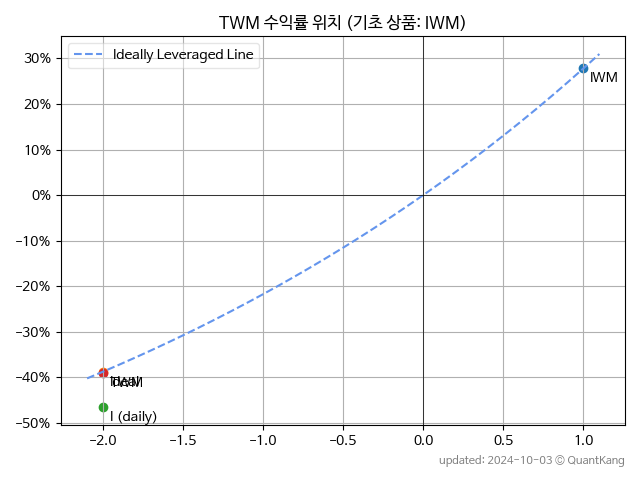 TWM 수익률 위치 (기초 상품: IWM)
Ideally Leveraged Line
30%
20%
10%
0%
−10%
−20%
−30%
−40%
−50%
IWM
TWM
I (daily)
−2.0 −1.5 −1.0 −0.5 0.0 0.5 1.0
updated: 2024-10-03 © QuantKang